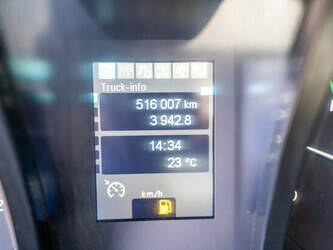 Truck-info
516 007 km
3 942.8
14:34
23 °C
km/h